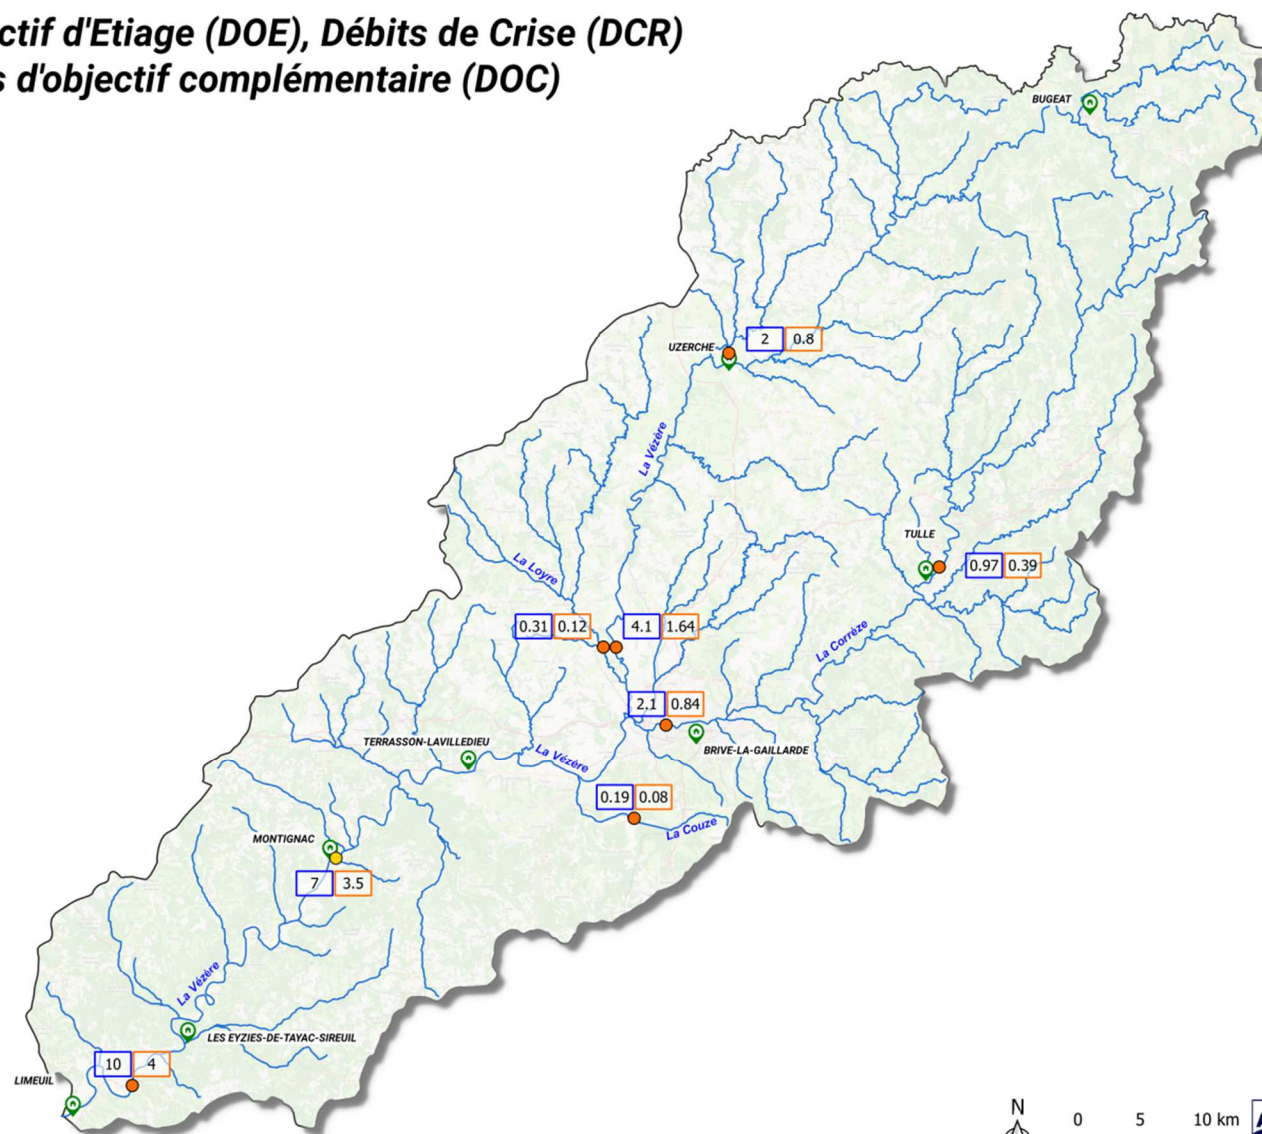 ctif d'Etiage (DOE), Débits de Crise (DCR)
s d'objectif complémentaire (DOC)
BUGEAT
UZERCHE
2 0.8
La Vézère
TULLE
0.97 0.39
La Loyre
0.31 0.12
4.1 1.64
La Corrèze
2.1 0.84
TERRASSON-LAVILLEDIEU
La Vézère
BRIVE-LA-GAILLARDE
0.19 0.08
La Couze
MONTIGNAC
7 3.5
La Vézère
LES EYZIES-DE-TAYAC-SIREUIL
10 4
LIMEUIL
N
0 5 10 km